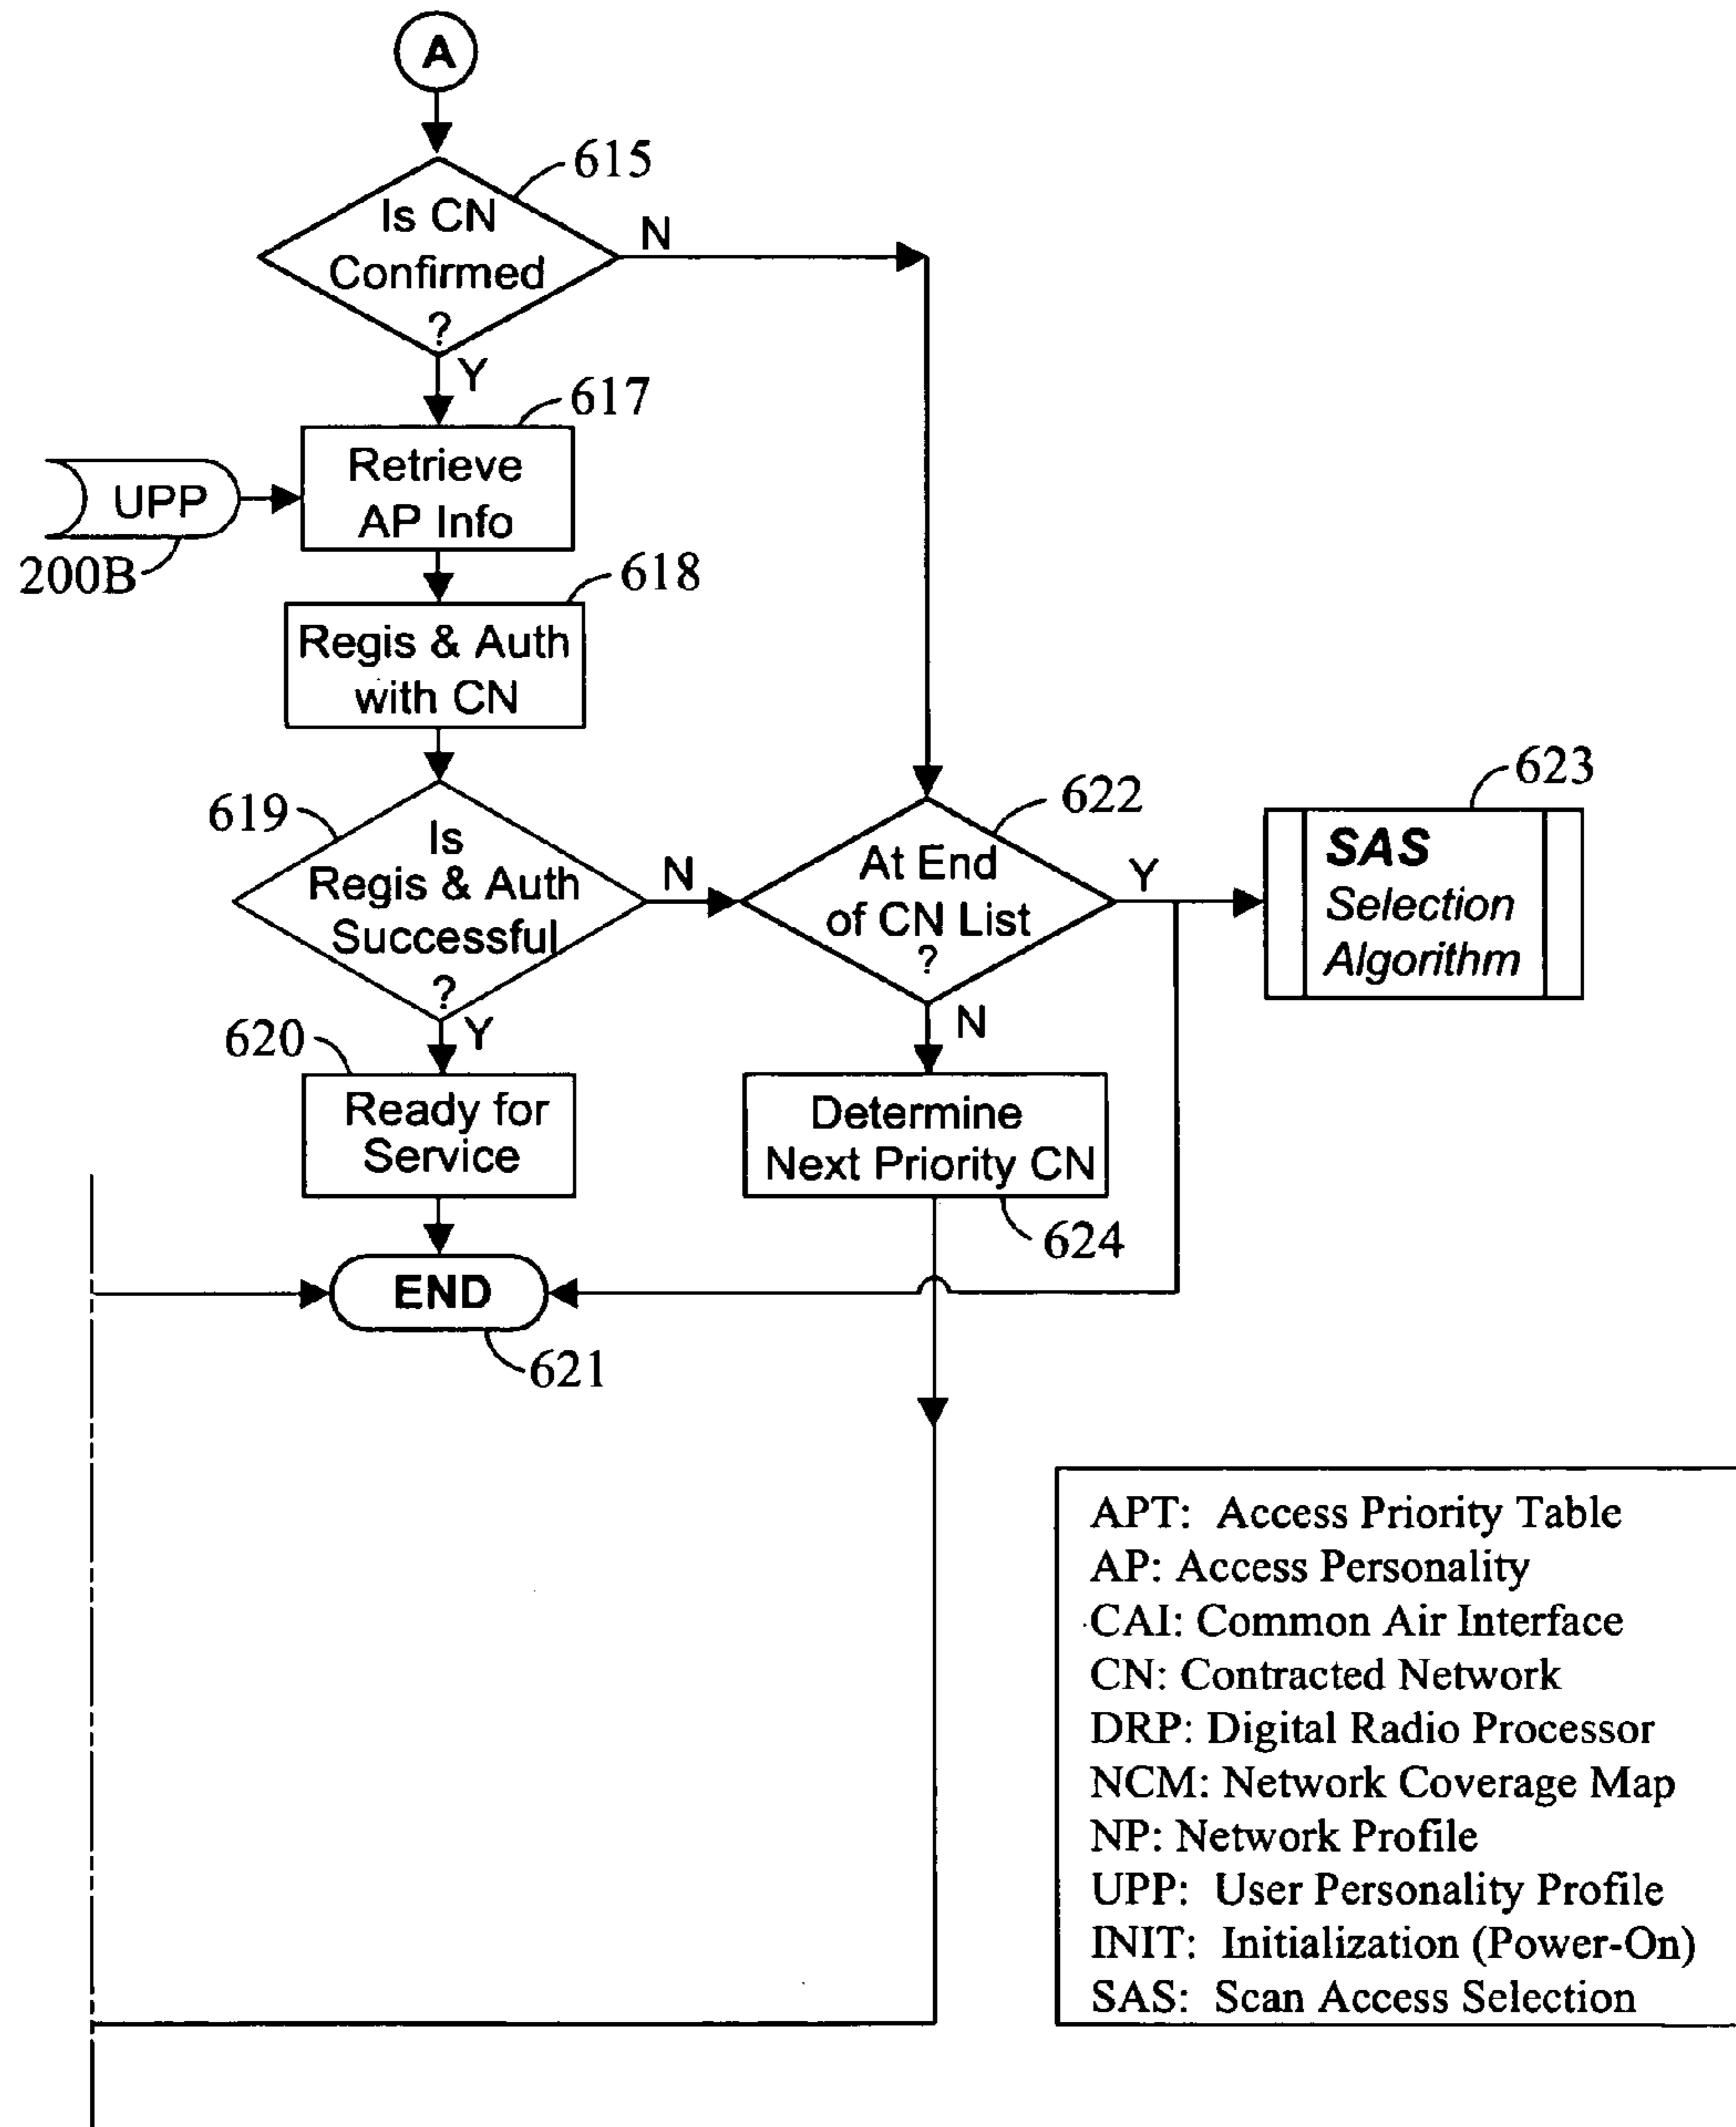 A
615
Is CN
Confirmed
?
N
Y
617
Retrieve
AP Info
UPP
200B
618
Regis & Auth
with CN
619
Is
Regis & Auth
Successful
?
N
Y
622
At End
of CN List
?
Y
N
623
SAS
Selection
Algorithm
620
Ready for
Service
Determine
Next Priority CN
624
END
621
APT: Access Priority Table
AP: Access Personality
CAI: Common Air Interface
CN: Contracted Network
DRP: Digital Radio Processor
NCM: Network Coverage Map
NP: Network Profile
UPP: User Personality Profile
INIT: Initialization (Power-On)
SAS: Scan Access Selection